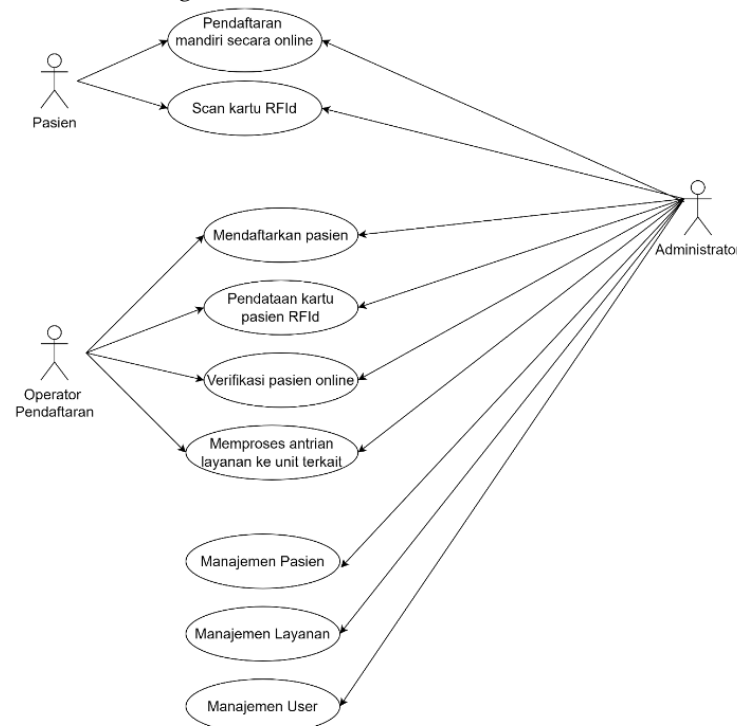 Pendaftaran
mandiri secara online
Scan kartu RFId
Pasien
Mendaftarkan pasien
Administrator
Pendataan kartu
pasien RFId
Verifikasi pasien online
Operator
Pendaftaran
Memproses antrian
layanan ke unit terkait
Manajemen Pasien
Manajemen Layanan
Manajemen User